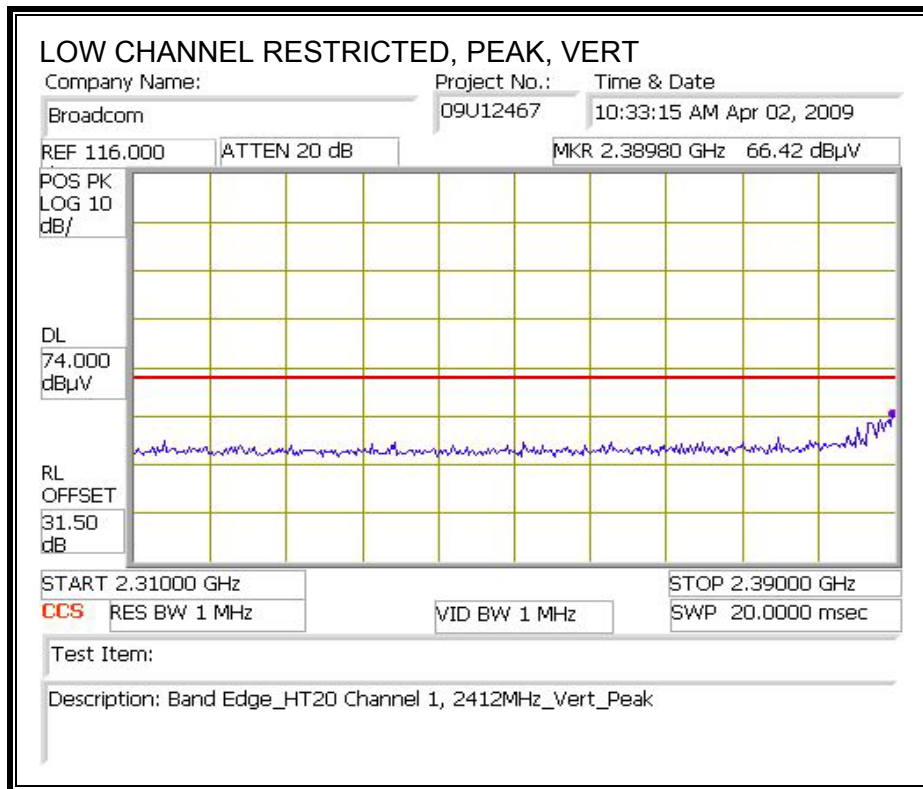 LOW CHANNEL RESTRICTED, PEAK, VERT
Company Name: Project No.: Time & Date
Broadcom 09U12467 10:33:15 AM Apr 02, 2009
REF 116.000 ATTEN 20 dB MKR 2.38980 GHz 66.42 dBµV
POS PK
LOG 10
dB/
DL
74.000
dBµV
RL
OFFSET
31.50
dB
START 2.31000 GHz STOP 2.39000 GHz
CCS RES BW 1 MHz VID BW 1 MHz SWP 20.0000 msec
Test Item:
Description: Band Edge_HT20 Channel 1, 2412MHz_Vert_Peak